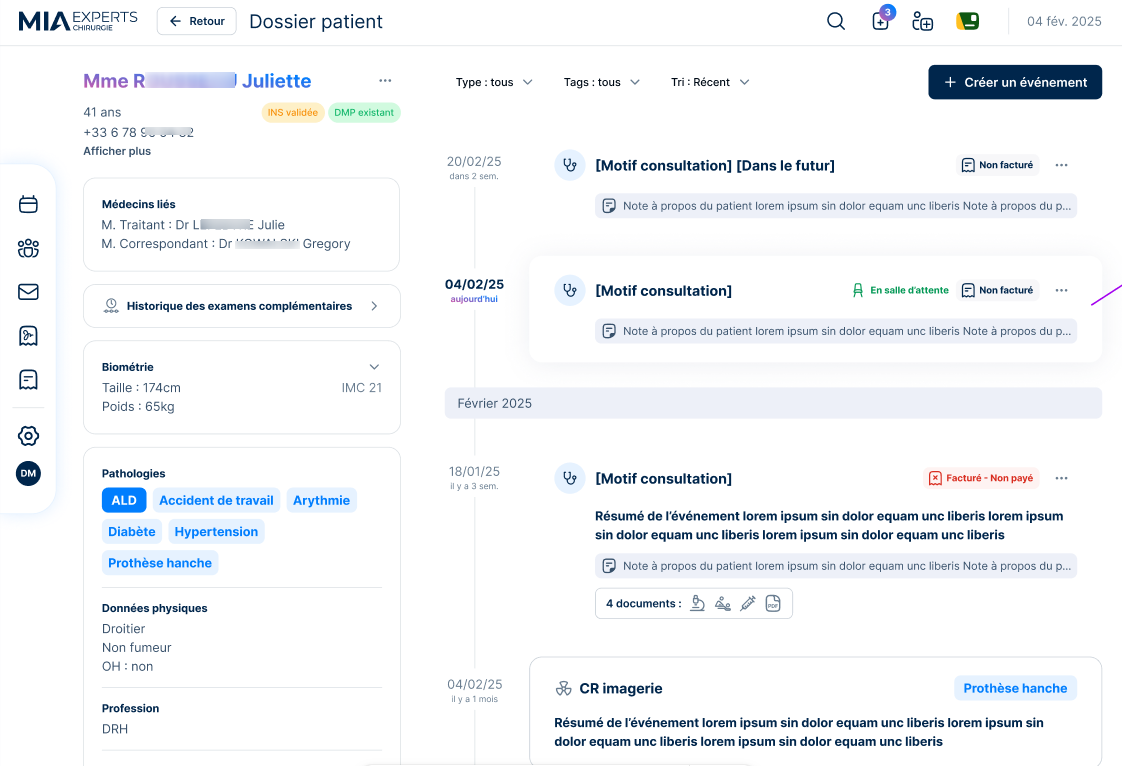 MIA EXPERTS
CHIRURGIE
Retour
Dossier patient
3
04 fév. 2025
Mme R Juliette
41 ans
INS validée
DMP existant
+33 6 78
Afficher plus
Médecins liés
M. Traitant : Dr L Julie
M. Correspondant : Dr Gregory
Historique des examens complémentaires
Biométrie
Taille : 174cm
IMC 21
Poids : 65kg
Pathologies
ALD
Accident de travail
Arythmie
Diabète
Hypertension
Prothèse hanche
Données physiques
Droitier
Non fumeur
OH : non
Profession
DRH
DM
Type : tous
Tags : tous
Tri : Récent
+ Créer un événement
20/02/25
dans 2 sem.
[Motif consultation] [Dans le futur]
Non facturé
Note à propos du patient lorem ipsum sin dolor equam unc liberis Note à propos du p...
04/02/25
aujourd'hui
[Motif consultation]
En salle d'attente
Non facturé
Note à propos du patient lorem ipsum sin dolor equam unc liberis Note à propos du p...
Février 2025
18/01/25
il y a 3 sem.
[Motif consultation]
Facturé - Non payé
Résumé de l'événement lorem ipsum sin dolor equam unc liberis lorem ipsum
sin dolor equam unc liberis lorem ipsum sin dolor equam unc liberis
Note à propos du patient lorem ipsum sin dolor equam unc liberis Note à propos du p...
4 documents :
PDF
04/02/25
il y a 1 mois
CR imagerie
Prothèse hanche
Résumé de l'événement lorem ipsum sin dolor equam unc liberis lorem ipsum sin
dolor equam unc liberis lorem ipsum sin dolor equam unc liberis